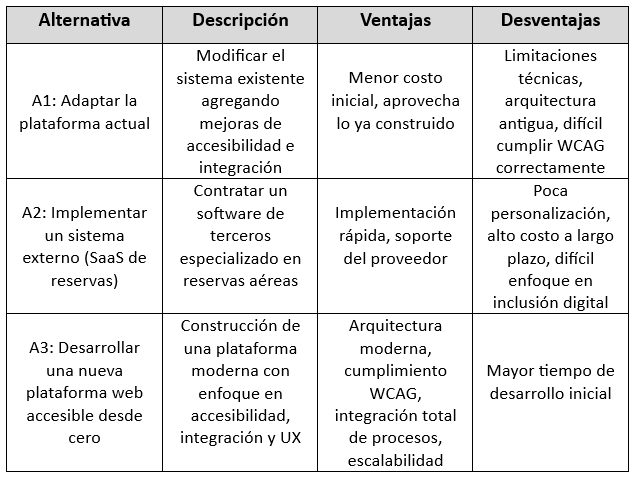 Alternativa
Descripción
Ventajas
Desventajas
A1: Adaptar la
plataforma actual
Modificar el
sistema existente
agregando
mejoras de
accesibilidad e
integración
Menor costo
inicial, aprovecha
lo ya construido
Limitaciones
técnicas,
arquitectura
antigua, difícil
cumplir WCAG
correctamente
A2: Implementar
un sistema
externo (SaaS de
reservas)
Contratar un
software de
terceros
especializado en
reservas aéreas
Implementación
rápida, soporte
del proveedor
Poca
personalización,
alto costo a largo
plazo, difícil
enfoque en
inclusión digital
A3: Desarrollar
una nueva
plataforma web
accesible desde
cero
Construcción de
una plataforma
moderna con
enfoque en
accesibilidad,
integración y UX
Arquitectura
moderna,
cumplimiento
WCAG,
integración total
de procesos,
escalabilidad
Mayor tiempo de
desarrollo inicial